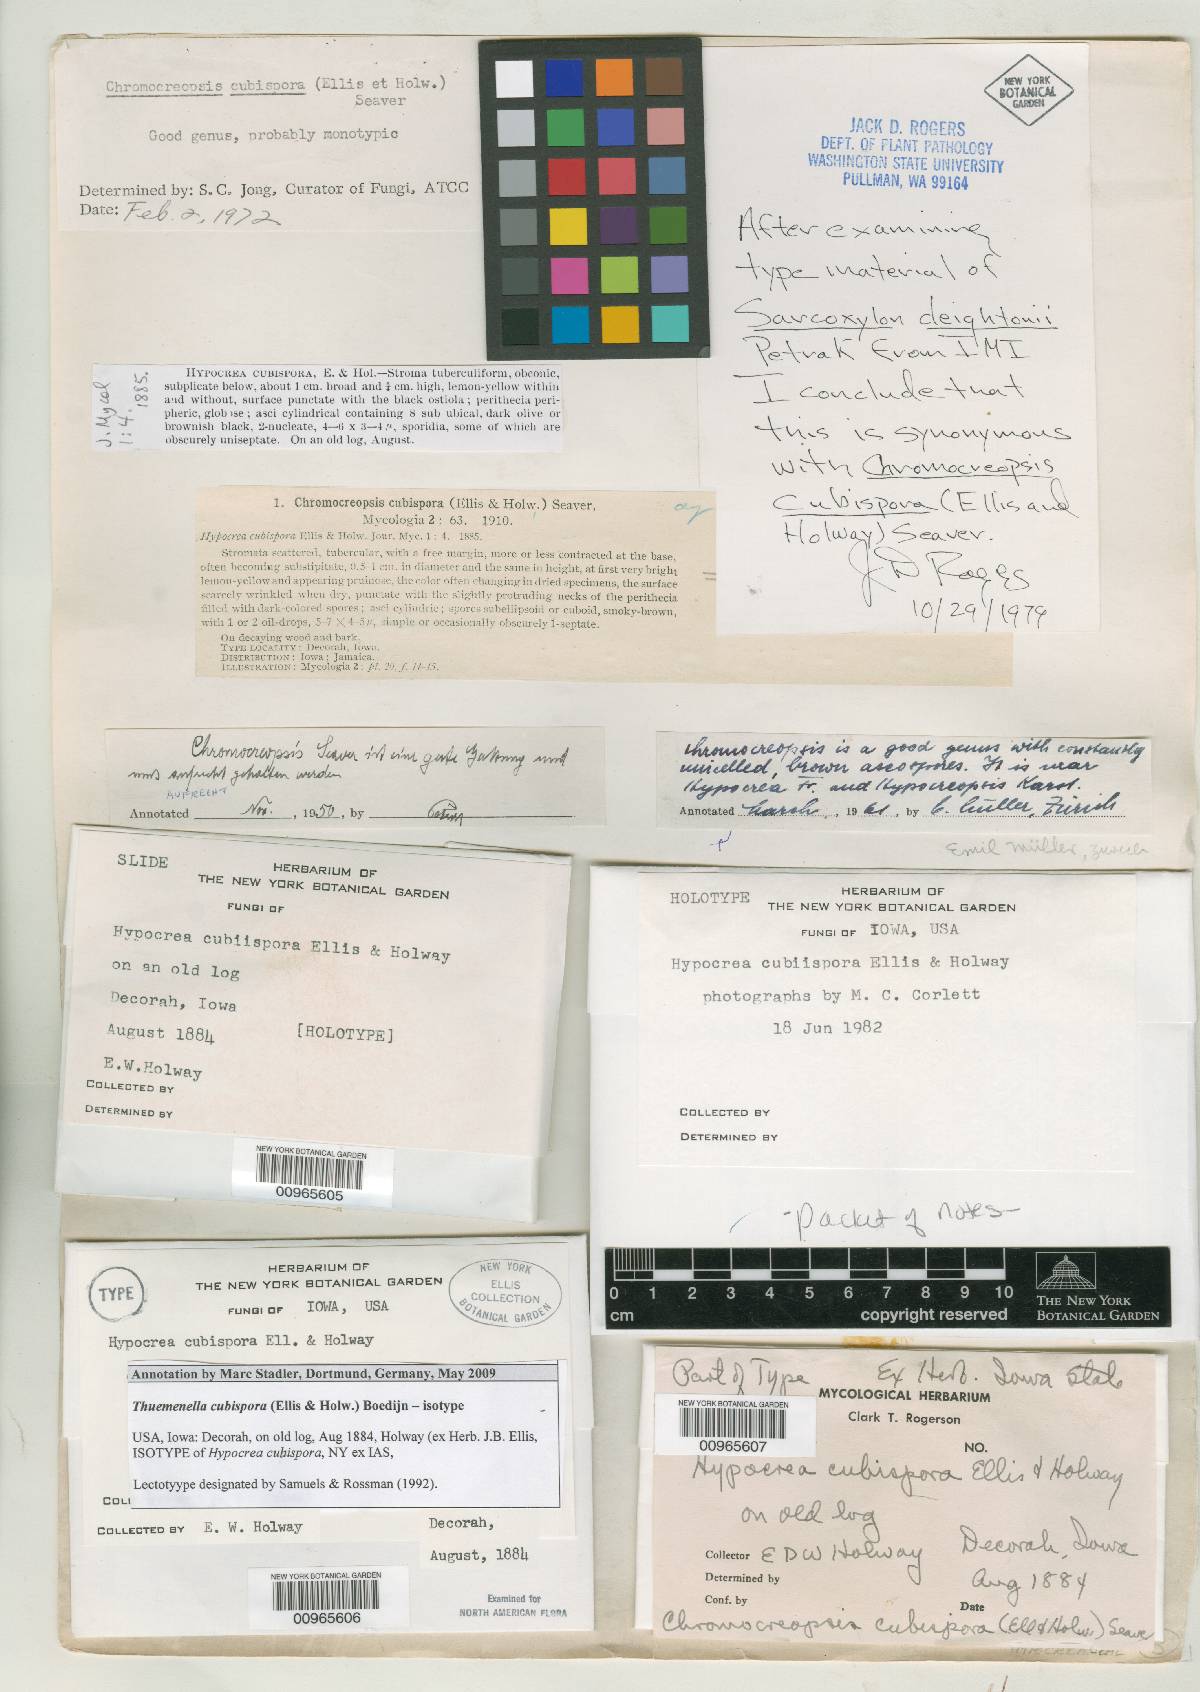 Chromocreopsis cubispora (Ellis et Holw.)
Seaver
Good genus, probably monotypic
Determined by: S. C. Jong, Curator of Fungi, ATCC
Date: Feb. 2, 1972
NEW YORK
BOTANICAL
GARDEN
JACK D. ROGERS
DEPT. OF PLANT PATHOLOGY
WASHINGTON STATE UNIVERSITY
PULLMAN, WA 99164
After examining
type material of
Sarcoxylon deightonii
Petrak from IMI
I conclude that
this is synonymous
with Chromocreopsis
cubispora (Ellis and
Holway) Seaver.
J D Rogers
10/29/1979
J. Mycol
1:4. 1885.
HYPOCREA CUBISPORA, E. & Hol.—Stroma tuberculiform, obconic,
subplicate below, about 1 cm. broad and ½ cm. high, lemon-yellow within
and without, surface punctate with the black ostiola; perithecia peri-
pheric, globose; asci cylindrical containing 8 sub ubical, dark olive or
brownish black, 2-nucleate, 4—6 x 3—4 µ, sporidia, some of which are
obscurely uniseptate. On an old log, August.
1. Chromocreopsis cubispora (Ellis & Holw.) Seaver,
Mycologia 2: 63. 1910.
Hypocrea cubispora Ellis & Holw. Jour. Myc. 1: 4. 1885.
Stromata scattered, tubercular, with a free margin, more or less contracted at the base,
often becoming substipitate, 0.5-1 cm. in diameter and the same in height, at first very bright
lemon-yellow and appearing pruinose, the color often changing in dried specimens, the surface
scarcely wrinkled when dry, punctate with the slightly protruding necks of the perithecia
filled with dark-colored spores; asci cylindric; spores subellipsoid or cuboid, smoky-brown,
with 1 or 2 oil-drops, 5-7 × 4-5 µ, simple or occasionally obscurely 1-septate.
On decaying wood and bark.
TYPE LOCALITY: Decorah, Iowa.
DISTRIBUTION: Iowa; Jamaica.
ILLUSTRATION: Mycologia 2: pl. 20, f. 14-15.
Chromocreopsis Seaver ist eine gute Gattung und
muss aufrecht gehalten werden
AUFRECHT
Annotated Nov., 1950, by
Chromocreopsis is a good genus with constantly
unicelled, brown ascospores. It is near
Hypocrea Fr. and Hypocreopsis Karst.
Annotated March, 1961, by E. Müller, Zürich
Emil Müller, Zurich
SLIDE
HERBARIUM OF
THE NEW YORK BOTANICAL GARDEN
FUNGI OF
Hypocrea cubiispora Ellis & Holway
on an old log
Decorah, Iowa
August 1884 [HOLOTYPE]
E.W.Holway
COLLECTED BY
DETERMINED BY
NEW YORK BOTANICAL GARDEN
00965605
HOLOTYPE
HERBARIUM OF
THE NEW YORK BOTANICAL GARDEN
FUNGI OF IOWA, USA
Hypocrea cubiispora Ellis & Holway
photographs by M. C. Corlett
18 Jun 1982
COLLECTED BY
DETERMINED BY
-Packet of notes-
0 1 2 3 4 5 6 7 8 9 10
cm copyright reserved
THE NEW YORK
BOTANICAL GARDEN
TYPE
HERBARIUM OF
THE NEW YORK BOTANICAL GARDEN
FUNGI OF IOWA, USA
NEW YORK
ELLIS
COLLECTION
BOTANICAL GARDEN
Hypocrea cubispora Ell. & Holway
Annotation by Marc Stadler, Dortmund, Germany, May 2009
Thuemenella cubispora (Ellis & Holw.) Boedijn – isotype
USA, Iowa: Decorah, on old log, Aug 1884, Holway (ex Herb. J.B. Ellis,
ISOTYPE of Hypocrea cubispora, NY ex IAS,
Lectotyype designated by Samuels & Rossman (1992).
COLLECTED BY E. W. Holway
Decorah,
August, 1884
NEW YORK BOTANICAL GARDEN
00965606
Examined for
NORTH AMERICAN FLORA
Part of Type Ex Herb. Iowa State
MYCOLOGICAL HERBARIUM
Clark T. Rogerson
NEW YORK BOTANICAL GARDEN
00965607
NO.
Hypocrea cubispora Ellis & Holway
on old log
Collector E D W Holway Decorah, Iowa
Determined by
Aug 1884
Conf. by
Date
Chromocreopsis cubispora (Ell & Holw.) Seaver